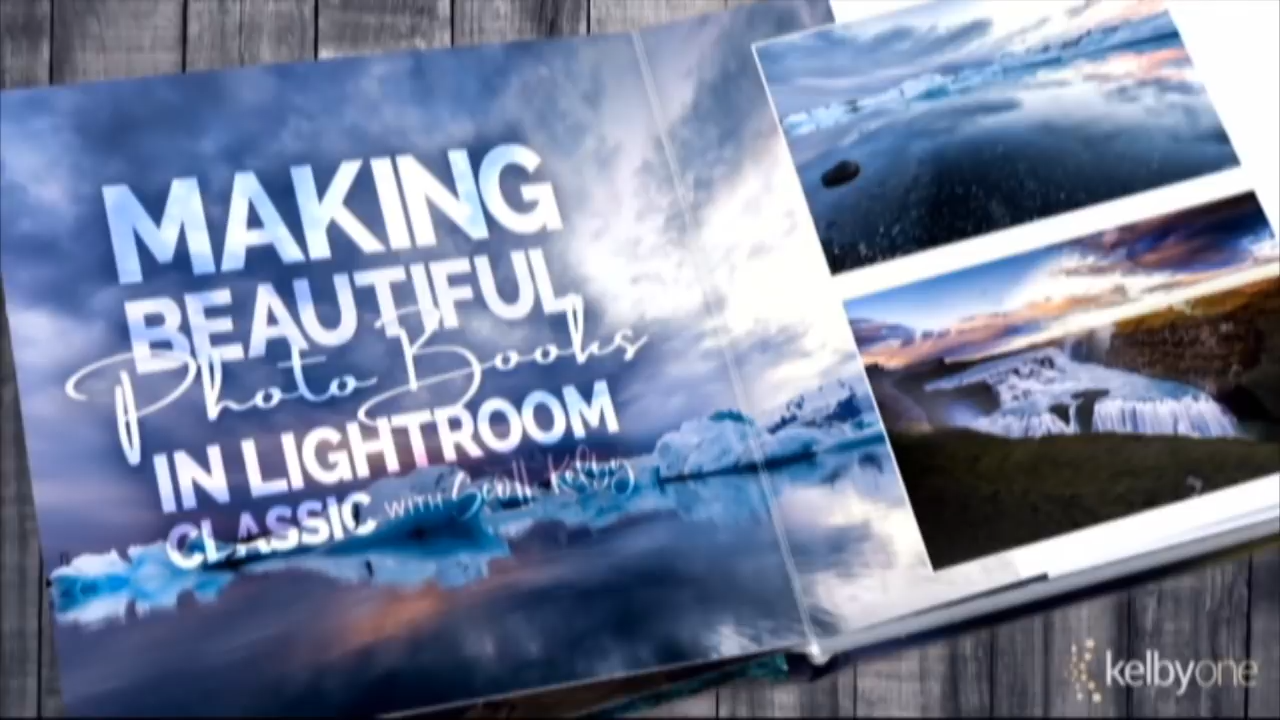 MAKING
BEAUTIFUL
Photo Books
IN LIGHTROOM
CLASSIC WITH Scott Kelby
kelbyone